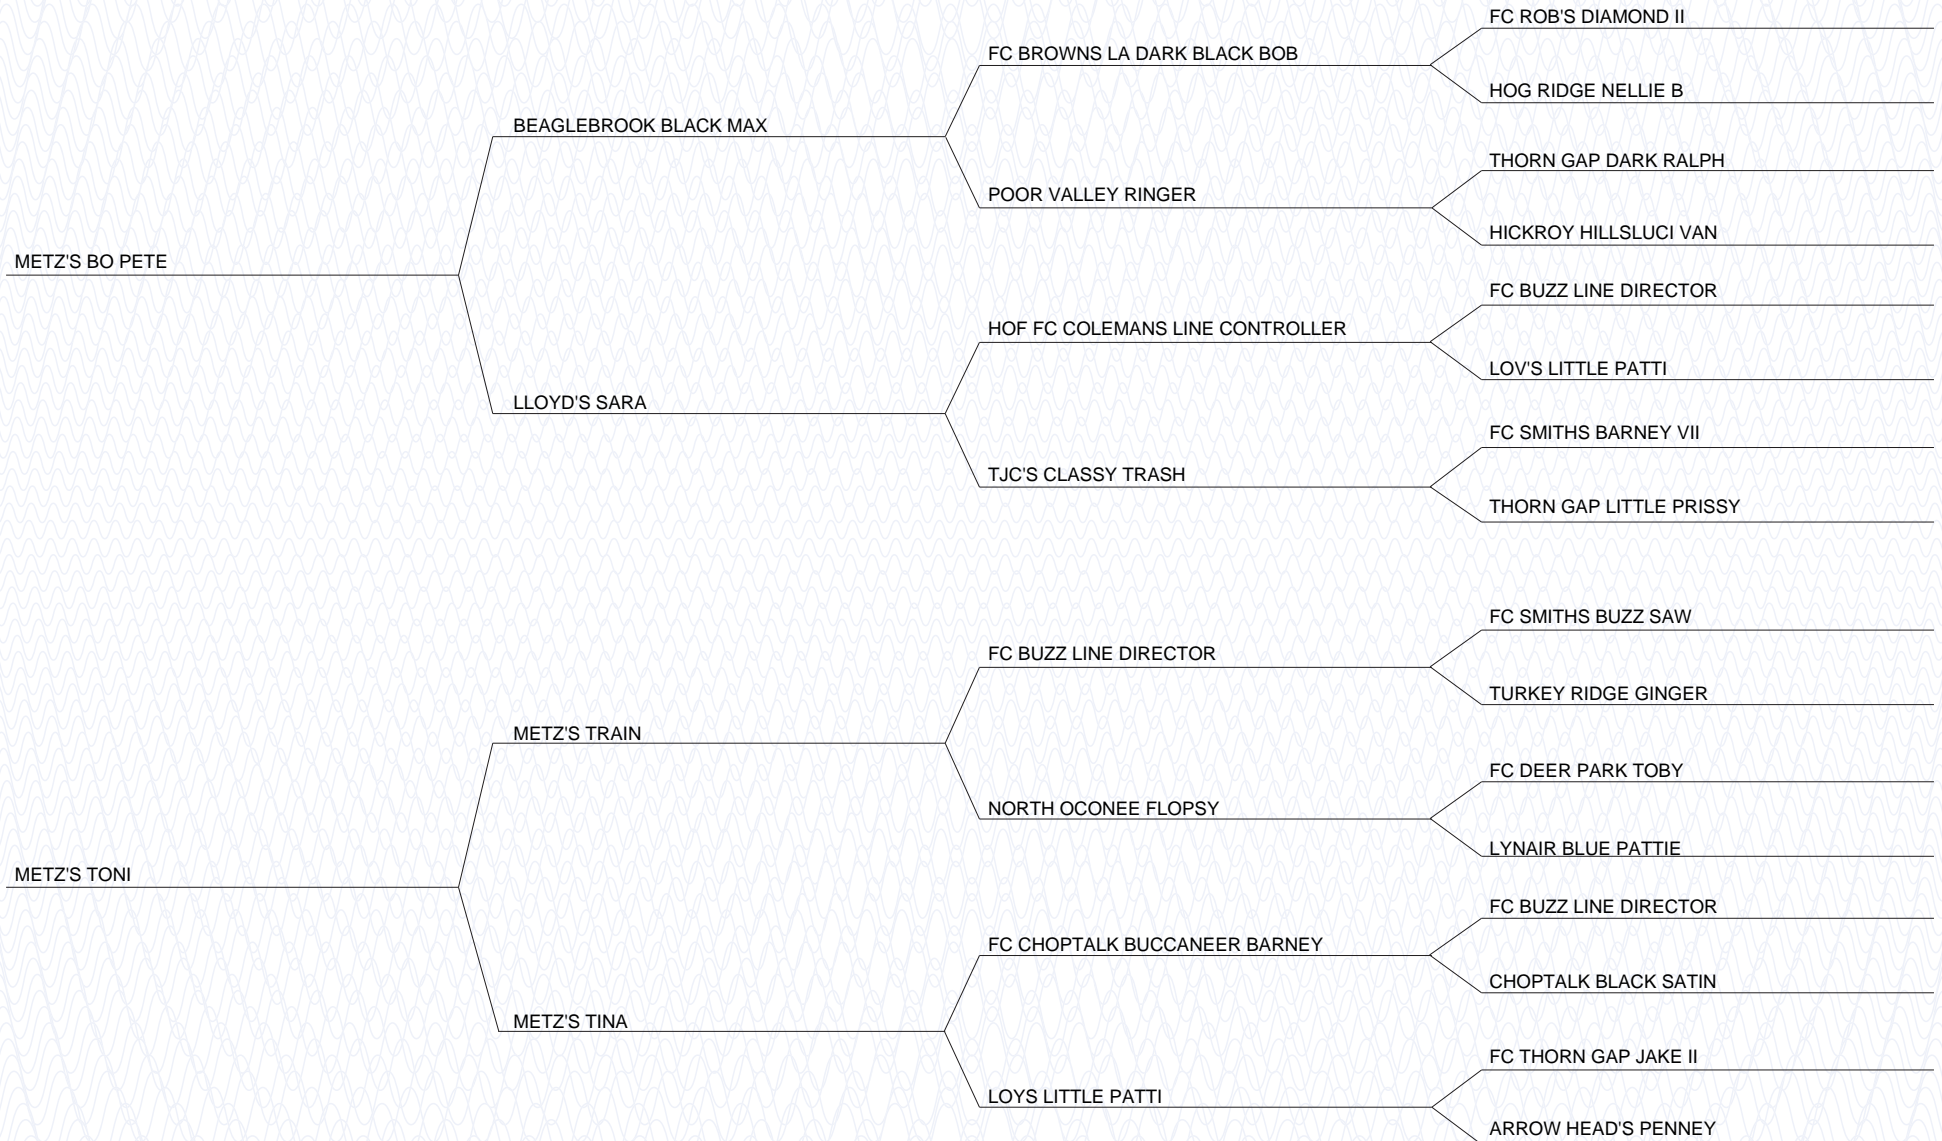 FC ROB'S DIAMOND II
FC BROWNS LA DARK BLACK BOB
HOG RIDGE NELLIE B
BEAGLEBROOK BLACK MAX
THORN GAP DARK RALPH
POOR VALLEY RINGER
HICKROY HILLSLUCI VAN
METZ'S BO PETE
FC BUZZ LINE DIRECTOR
HOF FC COLEMANS LINE CONTROLLER
LOV'S LITTLE PATTI
LLOYD'S SARA
FC SMITHS BARNEY VII
TJC'S CLASSY TRASH
THORN GAP LITTLE PRISSY
FC SMITHS BUZZ SAW
FC BUZZ LINE DIRECTOR
TURKEY RIDGE GINGER
METZ'S TRAIN
FC DEER PARK TOBY
NORTH OCONEE FLOPSY
LYNAIR BLUE PATTIE
METZ'S TONI
FC BUZZ LINE DIRECTOR
FC CHOPTALK BUCCANEER BARNEY
CHOPTALK BLACK SATIN
METZ'S TINA
FC THORN GAP JAKE II
LOYS LITTLE PATTI
ARROW HEAD'S PENNEY